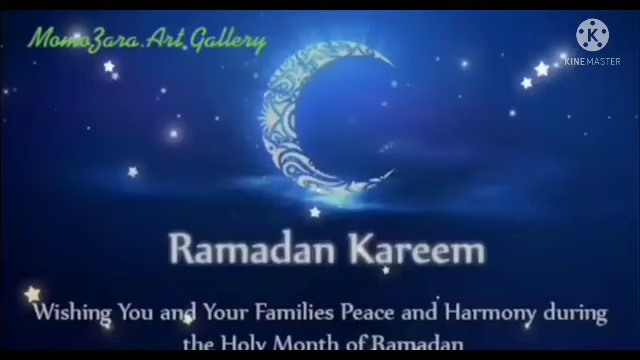 MomoZara Art Gallery
K
KINEMASTER
Ramadan Kareem
Wishing You and Your Families Peace and Harmony during
the Holy Month of Ramadan